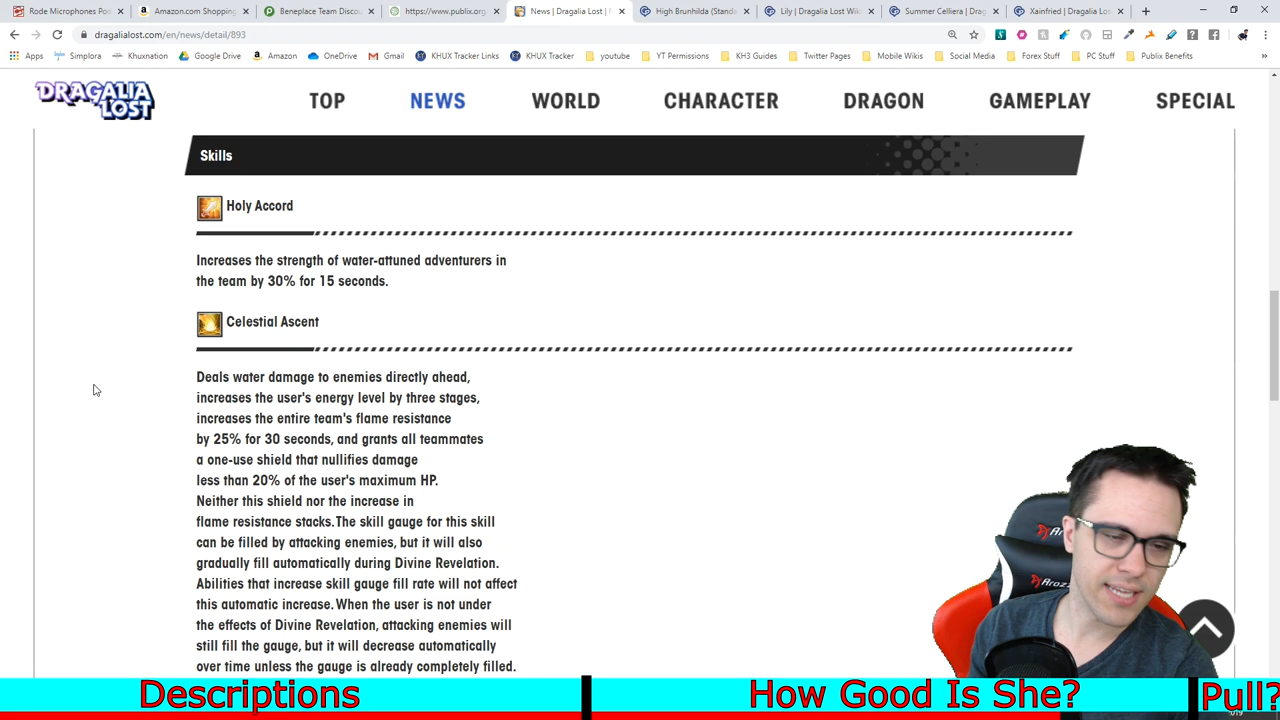 Rode Microphones Pod
Amazon.com Shopping
Beneplace Team Disco
https://www.publix.org
News | Dragalia Lost |
High Brunhilda (Standa
Lily | Dragalia Lost Wik
Summer Celliera | Drag
Xainfried | Dragalia Los
dragalialost.com/en/news/detail/893
Apps
Simplora
Khuxnation
Google Drive
Amazon
OneDrive
Gmail
KHUX Tracker Links
KHUX Tracker
youtube
YT Permissions
KH3 Guides
Twitter Pages
Mobile Wikis
Social Media
Forex Stuff
PC Stuff
Publix Benefits
DRAGALIA LOST
TOP
NEWS
WORLD
CHARACTER
DRAGON
GAMEPLAY
SPECIAL
Skills
Holy Accord
Increases the strength of water-attuned adventurers in
the team by 30% for 15 seconds.
Celestial Ascent
Deals water damage to enemies directly ahead,
increases the user's energy level by three stages,
increases the entire team's flame resistance
by 25% for 30 seconds, and grants all teammates
a one-use shield that nullifies damage
less than 20% of the user's maximum HP.
Neither this shield nor the increase in
flame resistance stacks. The skill gauge for this skill
can be filled by attacking enemies, but it will also
gradually fill automatically during Divine Revelation.
Abilities that increase skill gauge fill rate will not affect
this automatic increase. When the user is not under
the effects of Divine Revelation, attacking enemies will
still fill the gauge, but it will decrease automatically
over time unless the gauge is already completely filled.
Arozzi
Descriptions
How Good Is She?
Pull?